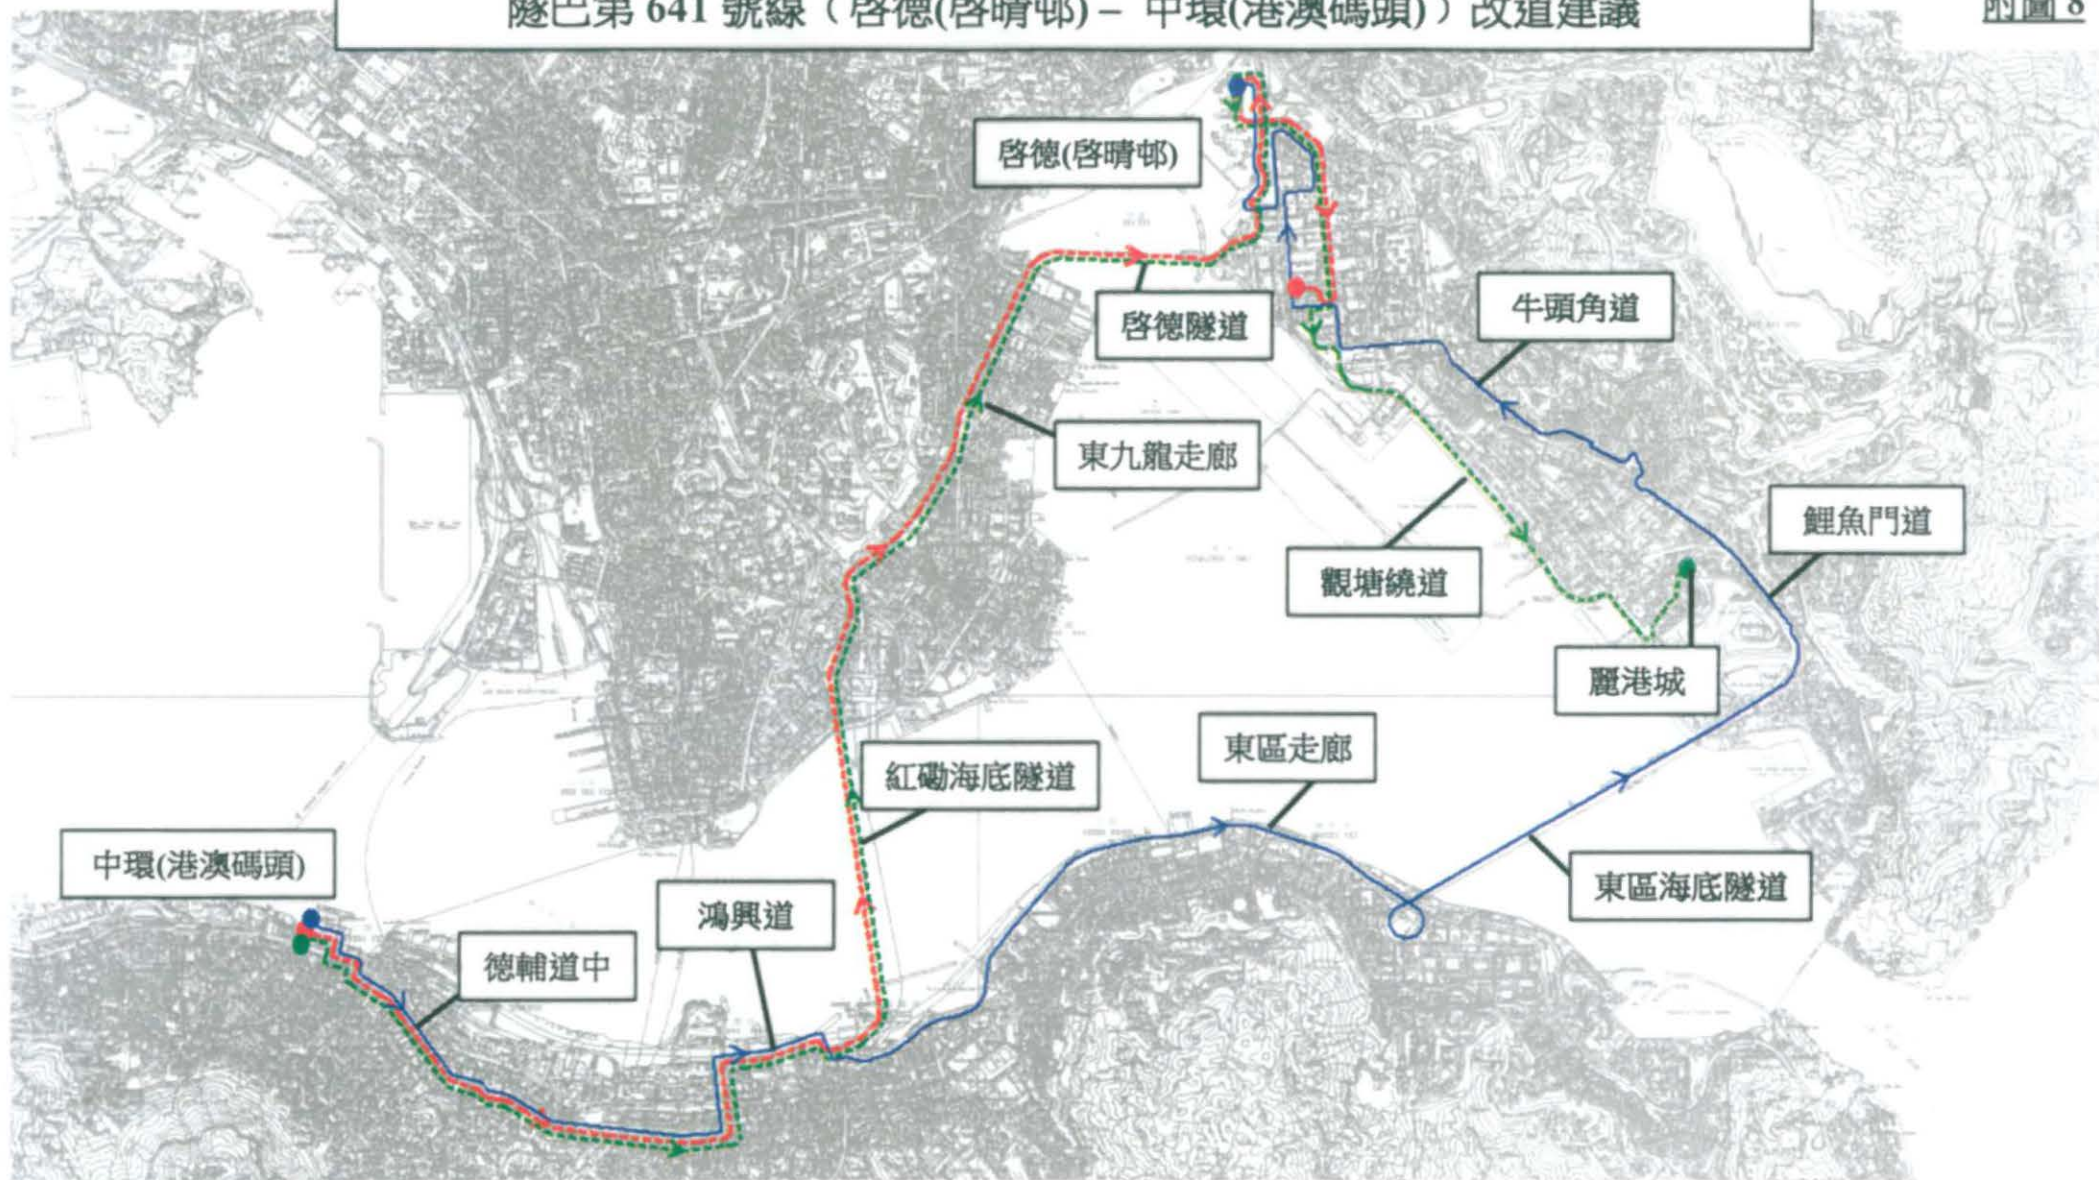 隧巴第 641 號線（啓德(啓晴邨) – 中環(港澳碼頭)）改道建議
附圖 8
啓德(啓晴邨)
牛頭角道
啓德隧道
東九龍走廊
鯉魚門道
觀塘繞道
麗港城
東區走廊
紅磡海底隧道
中環(港澳碼頭)
東區海底隧道
鴻興道
德輔道中